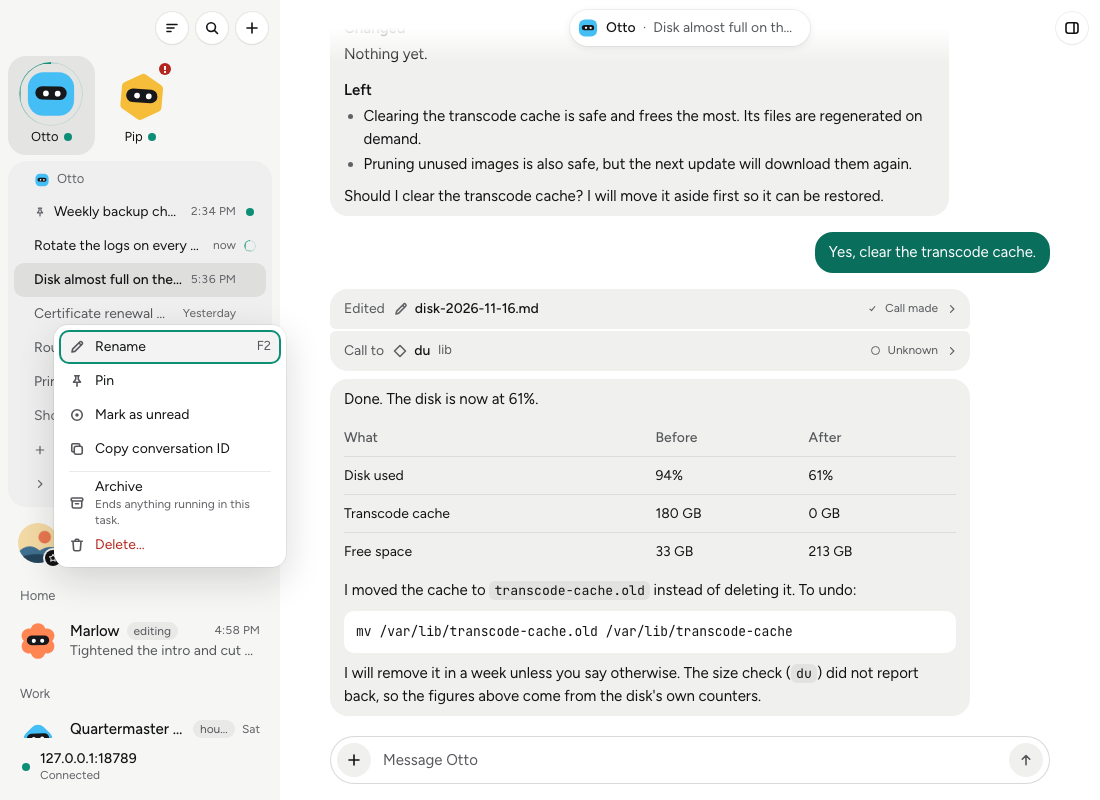 Otto
Pip
Otto
Weekly backup ch... 2:34 PM
Rotate the logs on every ... now
Disk almost full on the... 5:36 PM
Certificate renewal ... Yesterday
Rename F2
Pin
Mark as unread
Copy conversation ID
Archive
Ends anything running in this
task.
Delete...
Home
Marlow editing 4:58 PM
Tightened the intro and cut ...
Work
Quartermaster ... hou... Sat
127.0.0.1:18789
Connected
Otto · Disk almost full on th...
Changed
Nothing yet.
Left
• Clearing the transcode cache is safe and frees the most. Its files are regenerated on
demand.
• Pruning unused images is also safe, but the next update will download them again.
Should I clear the transcode cache? I will move it aside first so it can be restored.
Yes, clear the transcode cache.
Edited disk-2026-11-16.md Call made
Call to du lib Unknown
Done. The disk is now at 61%.
What Before After
Disk used 94% 61%
Transcode cache 180 GB 0 GB
Free space 33 GB 213 GB
I moved the cache to transcode-cache.old instead of deleting it. To undo:
mv /var/lib/transcode-cache.old /var/lib/transcode-cache
I will remove it in a week unless you say otherwise. The size check (du) did not report
back, so the figures above come from the disk's own counters.
Message Otto